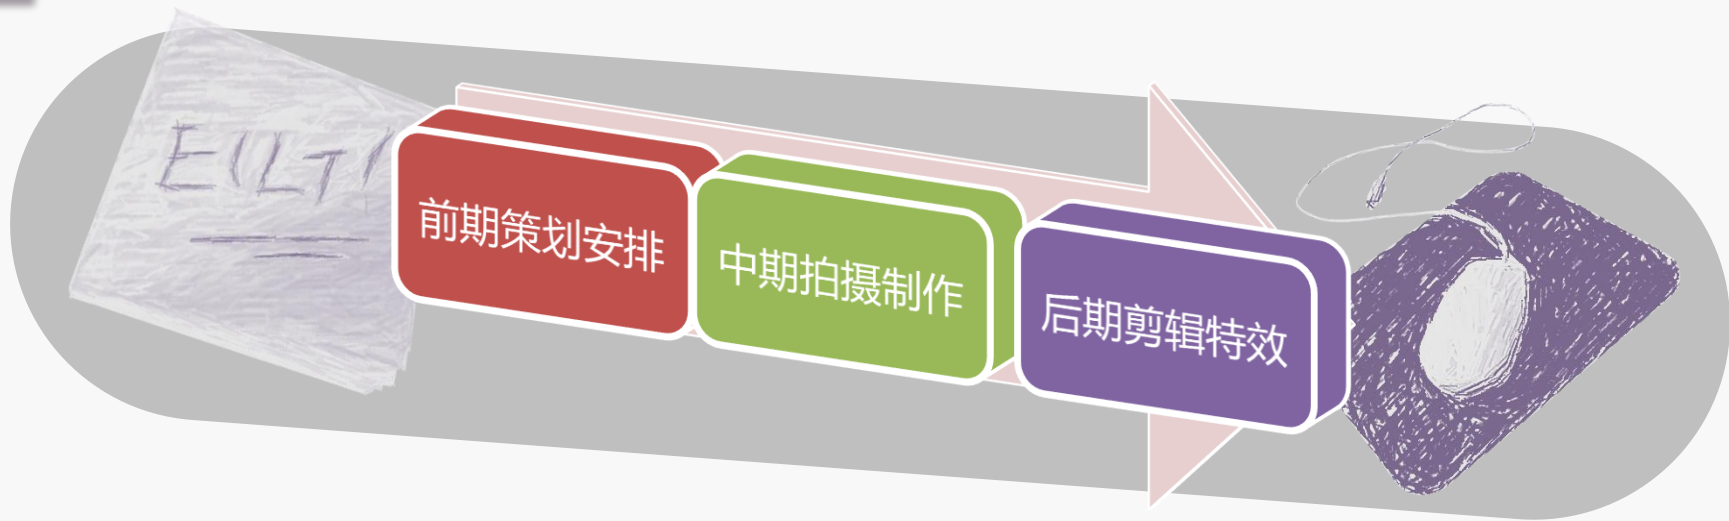 前期策划安排
中期拍摄制作
后期剪辑特效